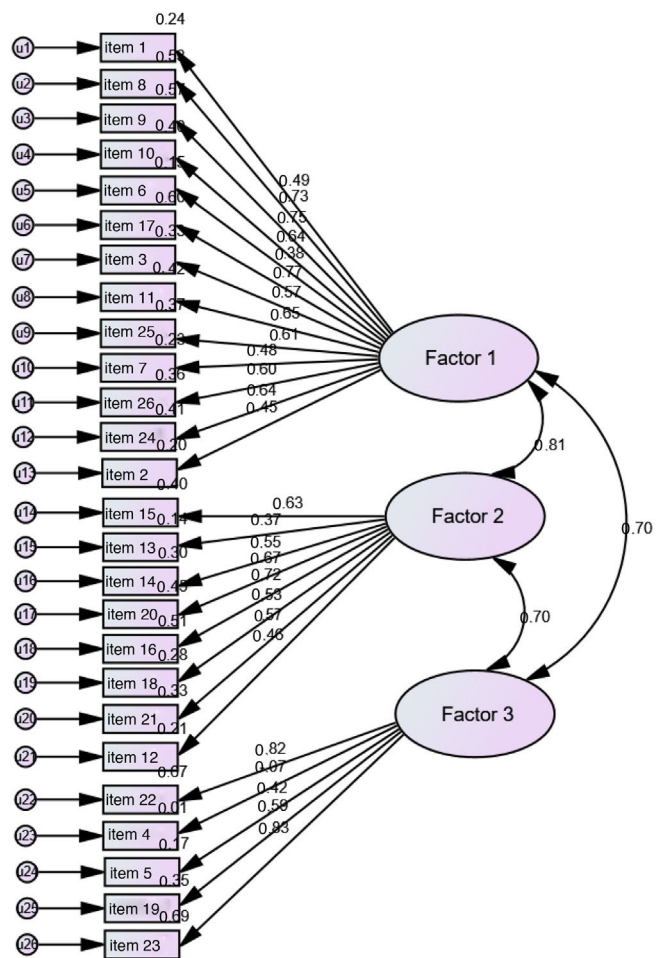 0.24
u1 item 1 0.53
u2 item 8 0.57
u3 item 9 0.40
u4 item 10 0.15
u5 item 6 0.60
u6 item 17 0.33
u7 item 3 0.42
u8 item 11 0.37
u9 item 25 0.23
u10 item 7 0.36
u11 item 26 0.41
u12 item 24 0.20
u13 item 2 0.40
u14 item 15 0.14
u15 item 13 0.30
u16 item 14 0.45
u17 item 20 0.51
u18 item 16 0.28
u19 item 18 0.33
u20 item 21 0.21
u21 item 12 0.67
u22 item 22 0.01
u23 item 4 0.17
u24 item 5 0.35
u25 item 19 0.69
u26 item 23
0.49
0.73
0.75
0.64
0.38
0.77
0.57
0.65
0.61
0.48
0.60
0.64
0.45
Factor 1
0.81
0.63
0.37
0.55
0.67
0.72
0.53
0.57
0.46
Factor 2
0.70
0.70
0.82
0.07
0.42
0.59
0.83
Factor 3